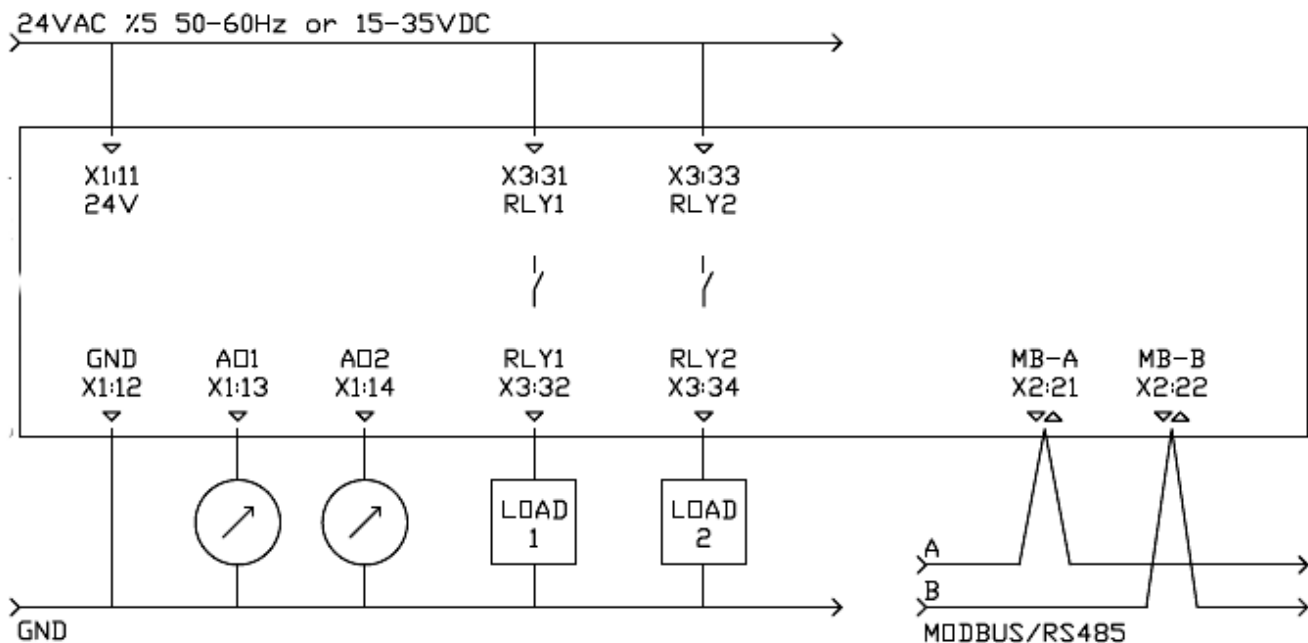 24VAC %5 50-60Hz or 15-35VDC
X1:11
24V
X3:31
RLY1
X3:33
RLY2
GND
X1:12
AO1
X1:13
AO2
X1:14
RLY1
X3:32
RLY2
X3:34
MB-A
X2:21
MB-B
X2:22
LOAD
1
LOAD
2
A
B
GND
MODBUS/RS485